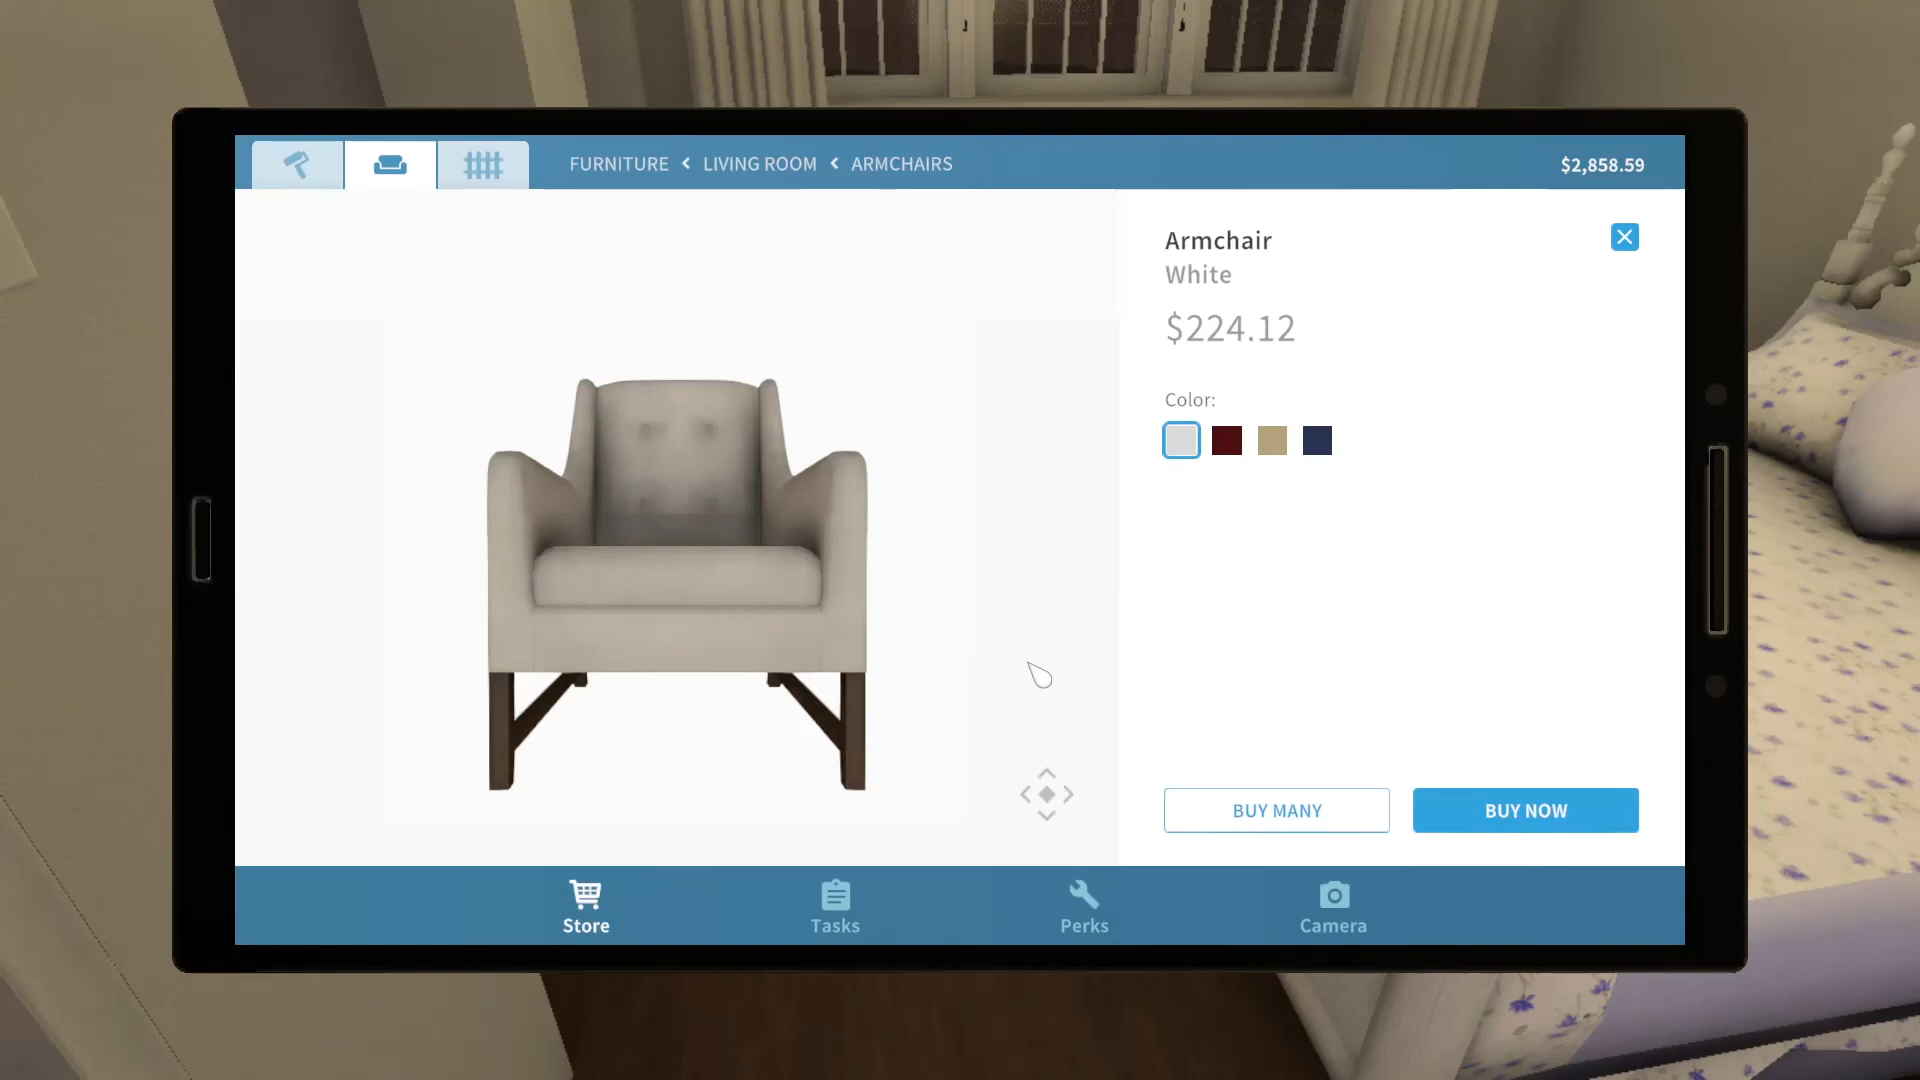 FURNITURE < LIVING ROOM < ARMCHAIRS
$2,858.59
Armchair
White
$224.12
Color:
BUY MANY
BUY NOW
Store
Tasks
Perks
Camera